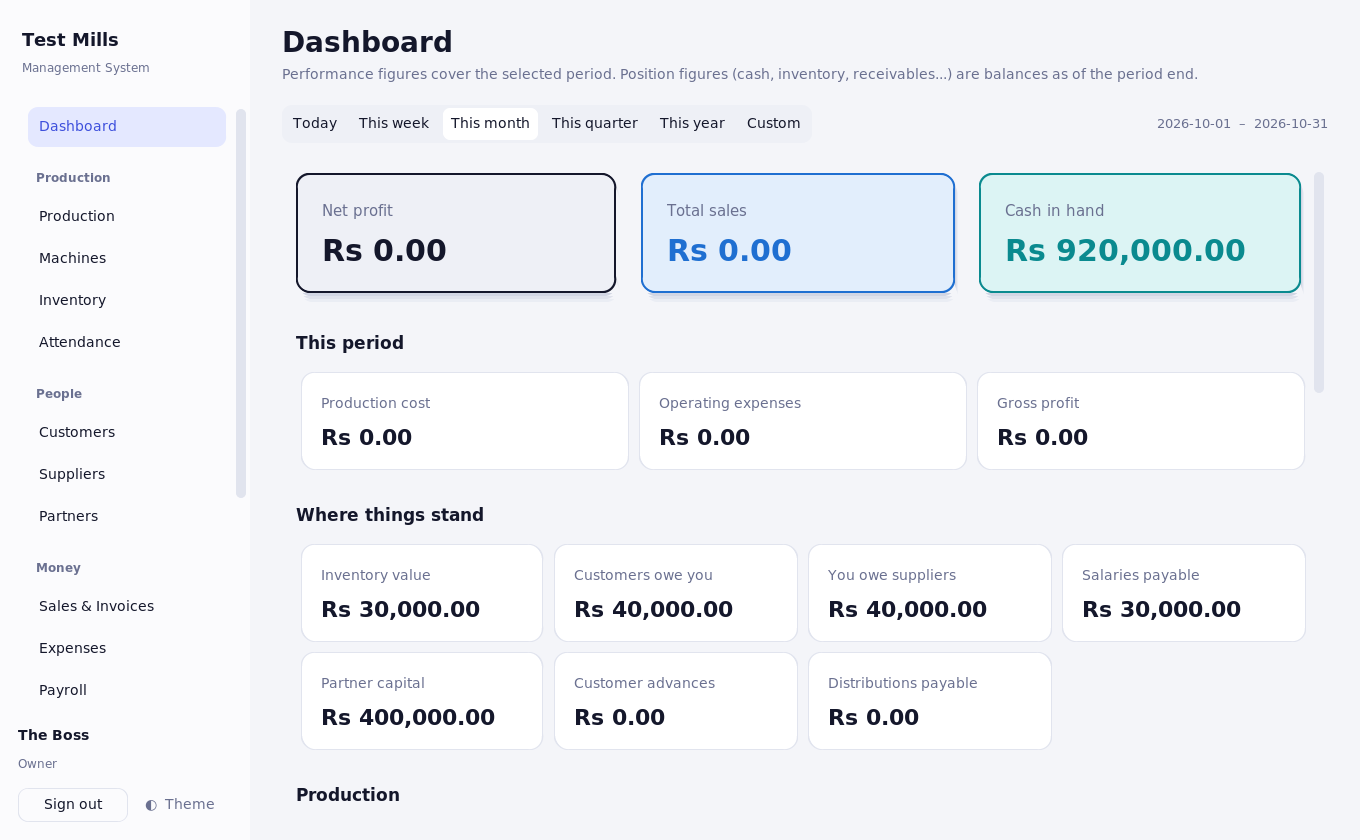 Test Mills
Management System
Dashboard
Production
Production
Machines
Inventory
Attendance
People
Customers
Suppliers
Partners
Money
Sales & Invoices
Expenses
Payroll
The Boss
Owner
Sign out
◐ Theme
Dashboard
Performance figures cover the selected period. Position figures (cash, inventory, receivables...) are balances as of the period end.
Today This week This month This quarter This year Custom
2026-10-01 – 2026-10-31
Net profit
Rs 0.00
Total sales
Rs 0.00
Cash in hand
Rs 920,000.00
This period
Production cost
Rs 0.00
Operating expenses
Rs 0.00
Gross profit
Rs 0.00
Where things stand
Inventory value
Rs 30,000.00
Customers owe you
Rs 40,000.00
You owe suppliers
Rs 40,000.00
Salaries payable
Rs 30,000.00
Partner capital
Rs 400,000.00
Customer advances
Rs 0.00
Distributions payable
Rs 0.00
Production